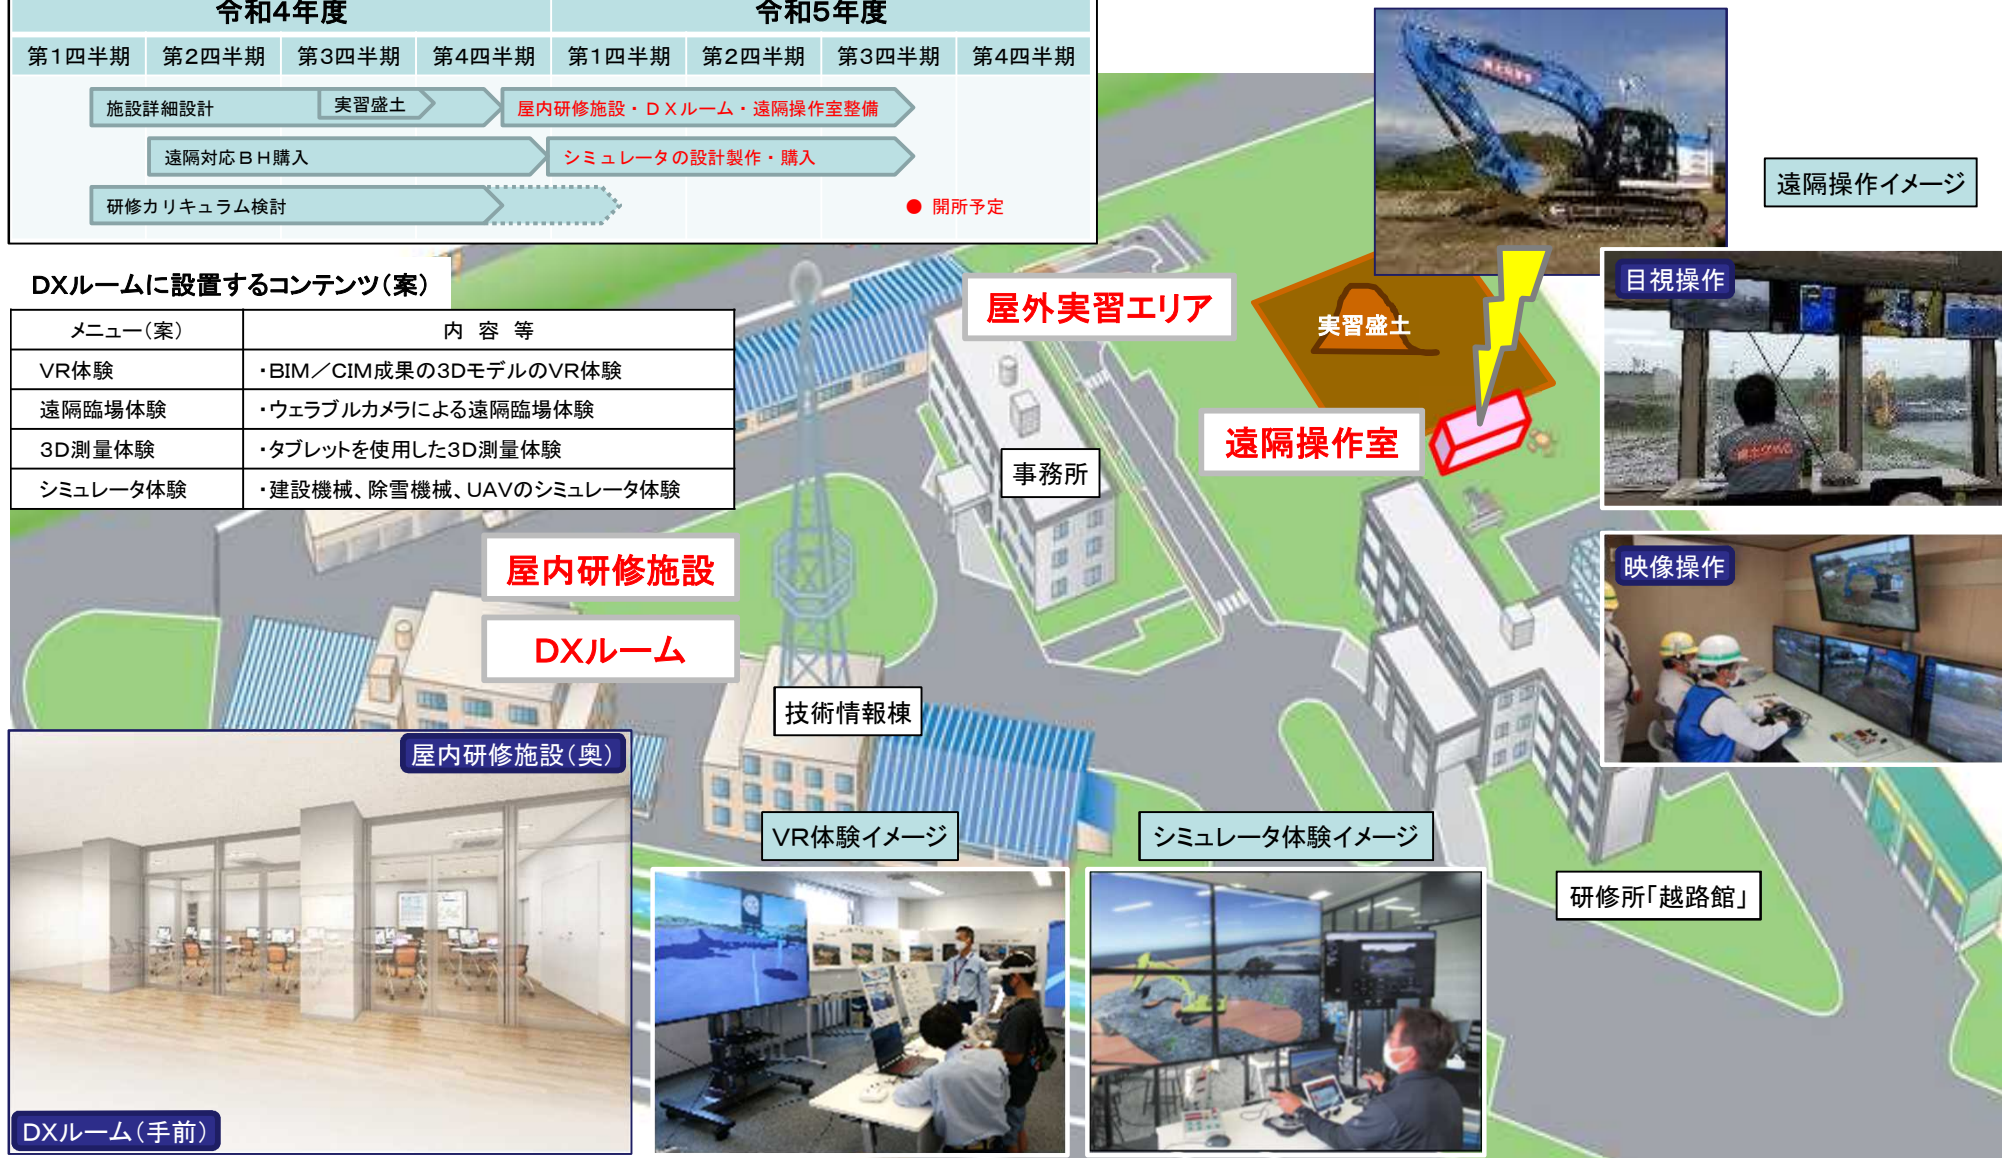 令和4年度 令和5年度
第1四半期 第2四半期 第3四半期 第4四半期 第1四半期 第2四半期 第3四半期 第4四半期
施設詳細設計 実習盛土 屋内研修施設・DXルーム・遠隔操作室整備
遠隔対応BH購入 シミュレータの設計製作・購入
研修カリキュラム検討
● 開所予定
DXルームに設置するコンテンツ(案)
メニュー(案) 内 容 等
VR体験 ・BIM/CIM成果の3DモデルのVR体験
遠隔臨場体験 ・ウェラブルカメラによる遠隔臨場体験
3D測量体験 ・タブレットを使用した3D測量体験
シミュレータ体験 ・建設機械、除雪機械、UAVのシミュレータ体験
遠隔操作イメージ
目視操作
屋外実習エリア
実習盛土
遠隔操作室
事務所
映像操作
屋内研修施設
DXルーム
技術情報棟
屋内研修施設(奥)
DXルーム(手前)
VR体験イメージ
シミュレータ体験イメージ
研修所「越路館」